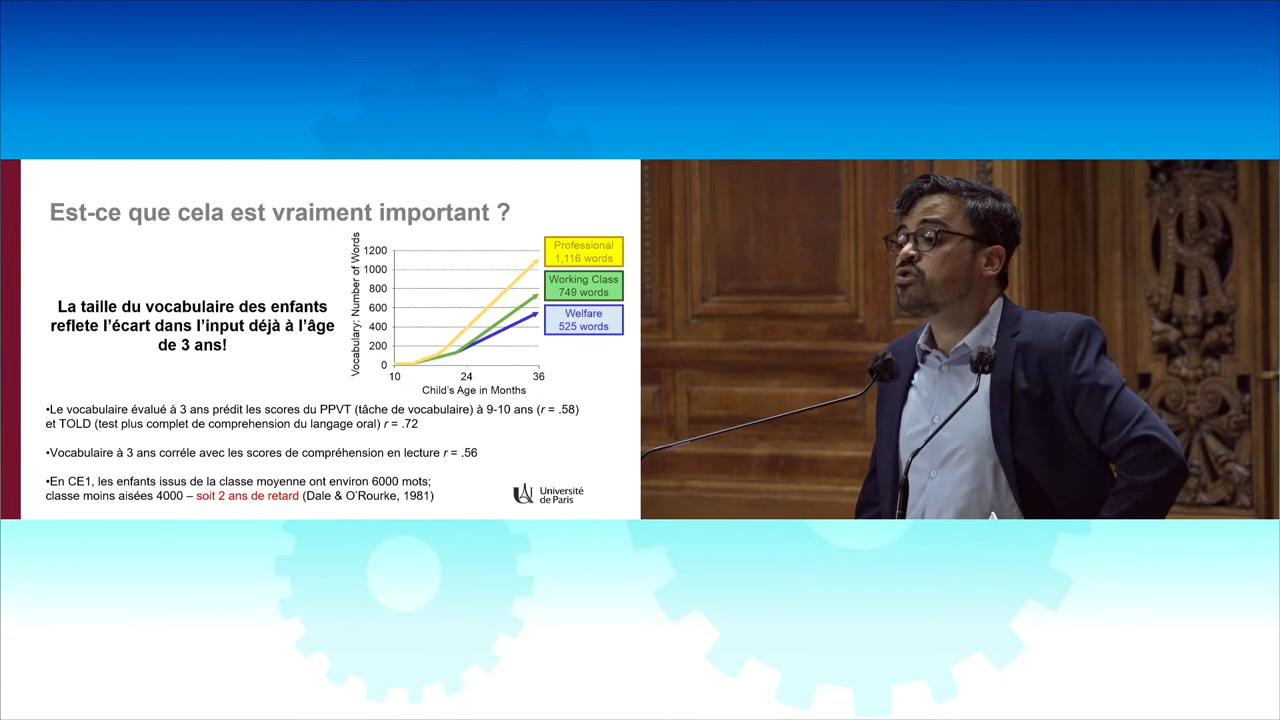 Est-ce que cela est vraiment important ?
La taille du vocabulaire des enfants
reflete l’écart dans l’input déjà à l’âge
de 3 ans!
Vocabulary: Number of Words
1200
1000
800
600
400
200
0
10
24
36
Child’s Age in Months
Professional
1,116 words
Working Class
749 words
Welfare
525 words
•Le vocabulaire évalué à 3 ans prédit les scores du PPVT (tâche de vocabulaire) à 9-10 ans (r = .58)
et TOLD (test plus complet de comprehension du langage oral) r = .72
•Vocabulaire à 3 ans corréle avec les scores de compréhension en lecture r = .56
•En CE1, les enfants issus de la classe moyenne ont environ 6000 mots;
classe moins aisées 4000 – soit 2 ans de retard (Dale & O’Rourke, 1981)
Université
de Paris